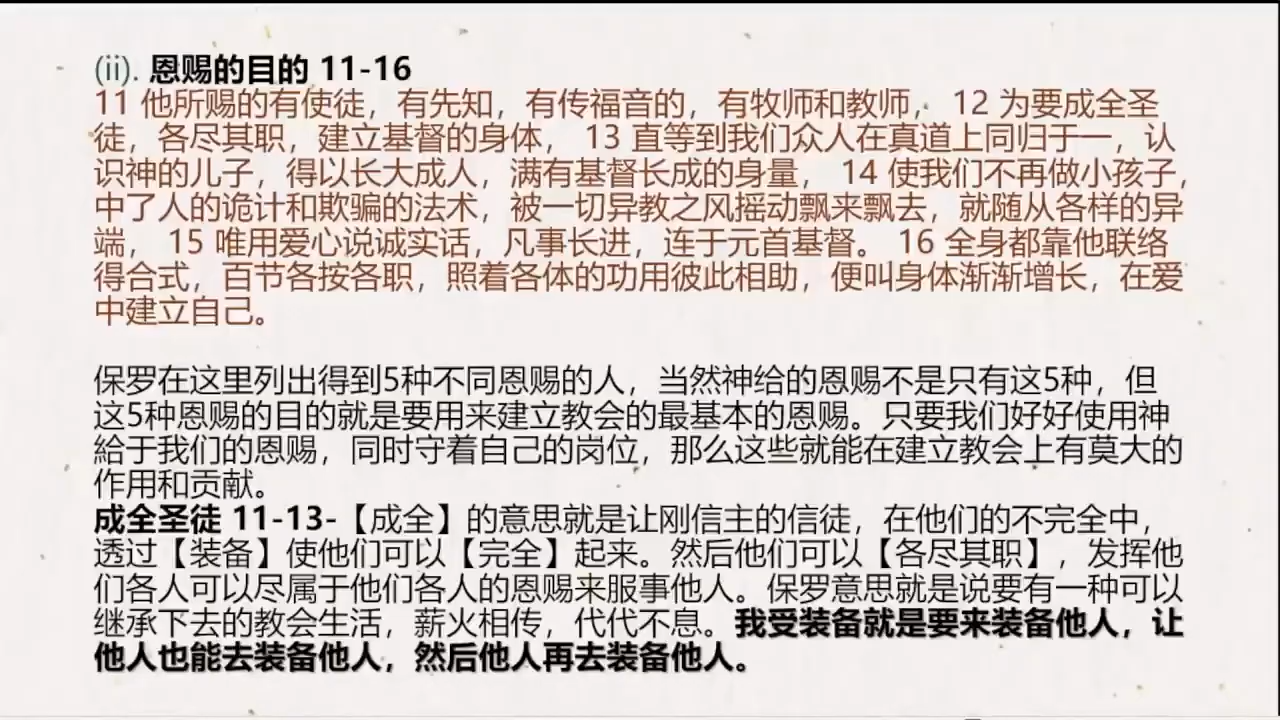 (ii). 恩赐的目的 11-16
11 他所赐的有使徒，有先知，有传福音的，有牧师和教师， 12 为要成全圣
徒，各尽其职，建立基督的身体， 13 直等到我们众人在真道上同归于一，认
识神的儿子，得以长大成人，满有基督长成的身量， 14 使我们不再做小孩子，
中了人的诡计和欺骗的法术，被一切异教之风摇动飘来飘去，就随从各样的异
端， 15 唯用爱心说诚实话，凡事长进，连于元首基督。 16 全身都靠他联络
得合式，百节各按各职，照着各体的功用彼此相助，便叫身体渐渐增长，在爱
中建立自己。
保罗在这里列出得到5种不同恩赐的人，当然神给的恩赐不是只有这5种，但
这5种恩赐的目的就是要用来建立教会的最基本的恩赐。只要我们好好使用神
給于我们的恩赐，同时守着自己的岗位，那么这些就能在建立教会上有莫大的
作用和贡献。
成全圣徒 11-13-【成全】的意思就是让刚信主的信徒，在他们的不完全中，
透过【装备】使他们可以【完全】起来。然后他们可以【各尽其职】，发挥他
们各人可以尽属于他们各人的恩赐来服事他人。保罗意思就是说要有一种可以
继承下去的教会生活，薪火相传，代代不息。我受装备就是要来装备他人，让
他人也能去装备他人，然后他人再去装备他人。